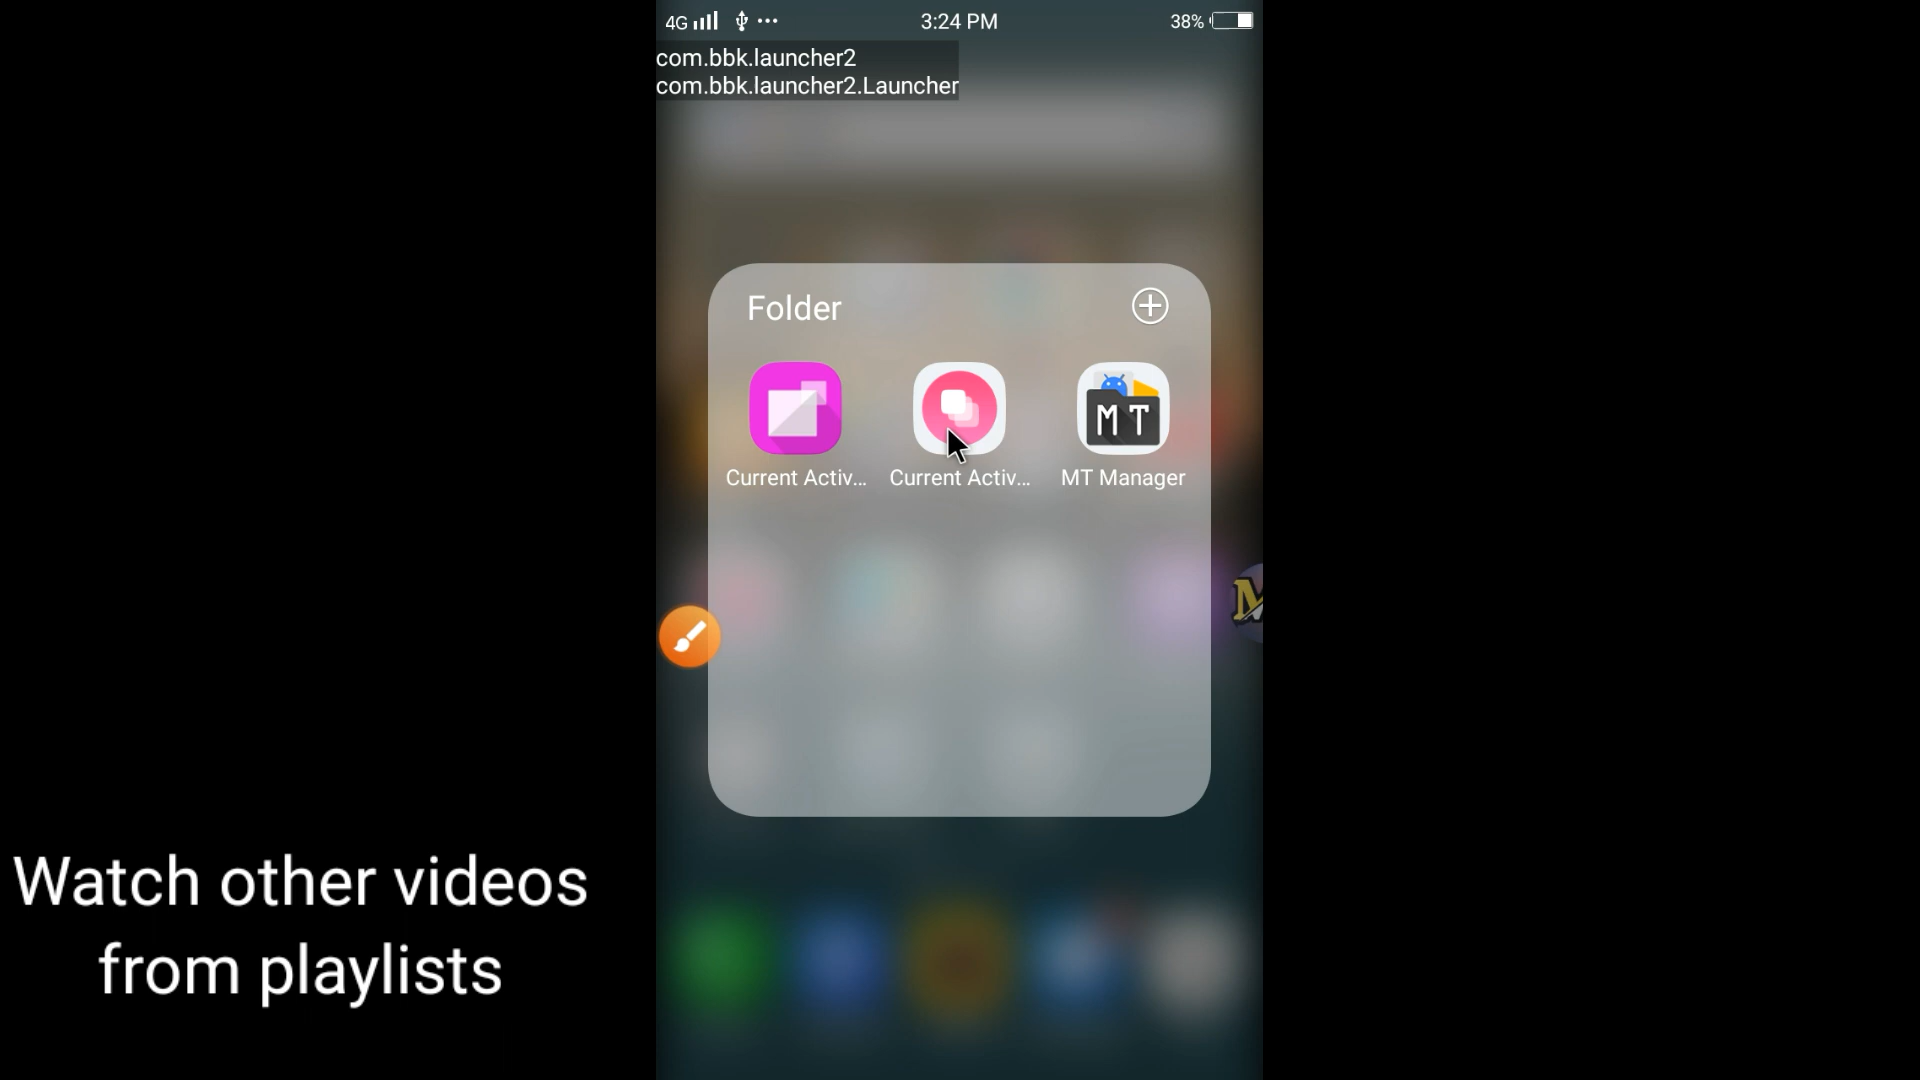 4G 3:24 PM 38%
com.bbk.launcher2
com.bbk.launcher2.Launcher
Folder
Current Activ... Current Activ... MT Manager
MT
M
Watch other videos
from playlists